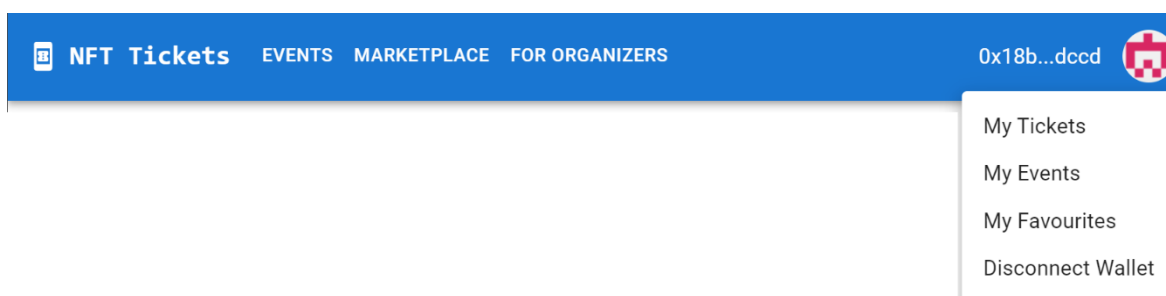 NFT Tickets EVENTS MARKETPLACE FOR ORGANIZERS 0x18b...dccd
My Tickets
My Events
My Favourites
Disconnect Wallet